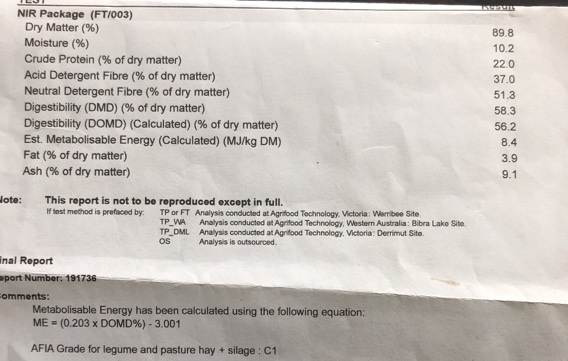 TEST Result
NIR Package (FT/003)
Dry Matter (%) 89.8
Moisture (%) 10.2
Crude Protein (% of dry matter) 22.0
Acid Detergent Fibre (% of dry matter) 37.0
Neutral Detergent Fibre (% of dry matter) 51.3
Digestibility (DMD) (% of dry matter) 58.3
Digestibility (DOMD) (Calculated) (% of dry matter) 56.2
Est. Metabolisable Energy (Calculated) (MJ/kg DM) 8.4
Fat (% of dry matter) 3.9
Ash (% of dry matter) 9.1
lote: This report is not to be reproduced except in full.
If test method is prefaced by: TP or FT Analysis conducted at Agrifood Technology, Victoria: Werribee Site.
TP_WA Analysis conducted at Agrifood Technology, Western Australia: Bibra Lake Site.
TP_DML Analysis conducted at Agrifood Technology, Victoria: Derrimut Site.
OS Analysis is outsourced.
inal Report
eport Number: 191736
omments:
Metabolisable Energy has been calculated using the following equation:
ME = (0.203 x DOMD%) - 3.001
AFIA Grade for legume and pasture hay + silage : C1